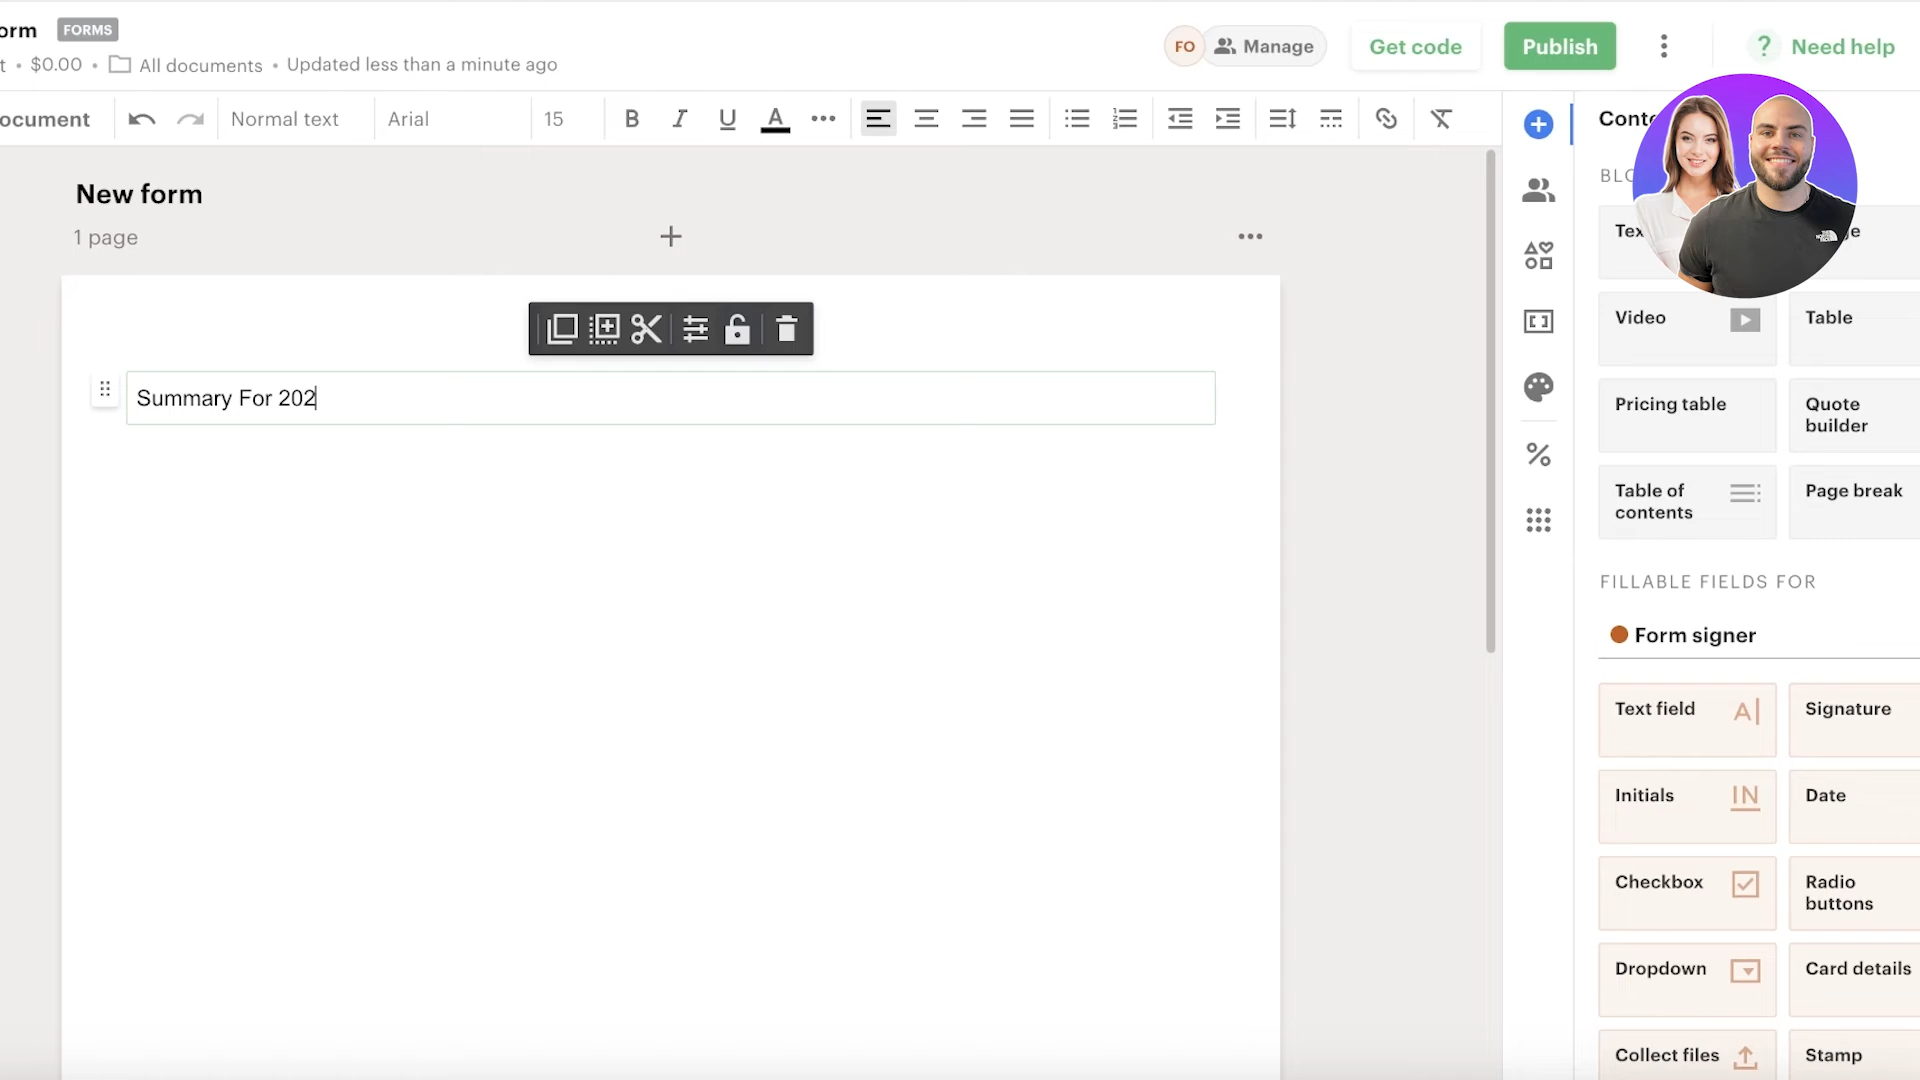 orm FORMS
t • $0.00 • All documents • Updated less than a minute ago
FO Manage Get code Publish ? Need help
ocument Normal text Arial 15 B I U A
Conte
New form
1 page
BLO
Tex
e
Summary For 202
Video Table
Pricing table Quote builder
Table of contents Page break
FILLABLE FIELDS FOR
Form signer
Text field A| Signature
Initials IN Date
Checkbox Radio buttons
Dropdown Card details
Collect files Stamp